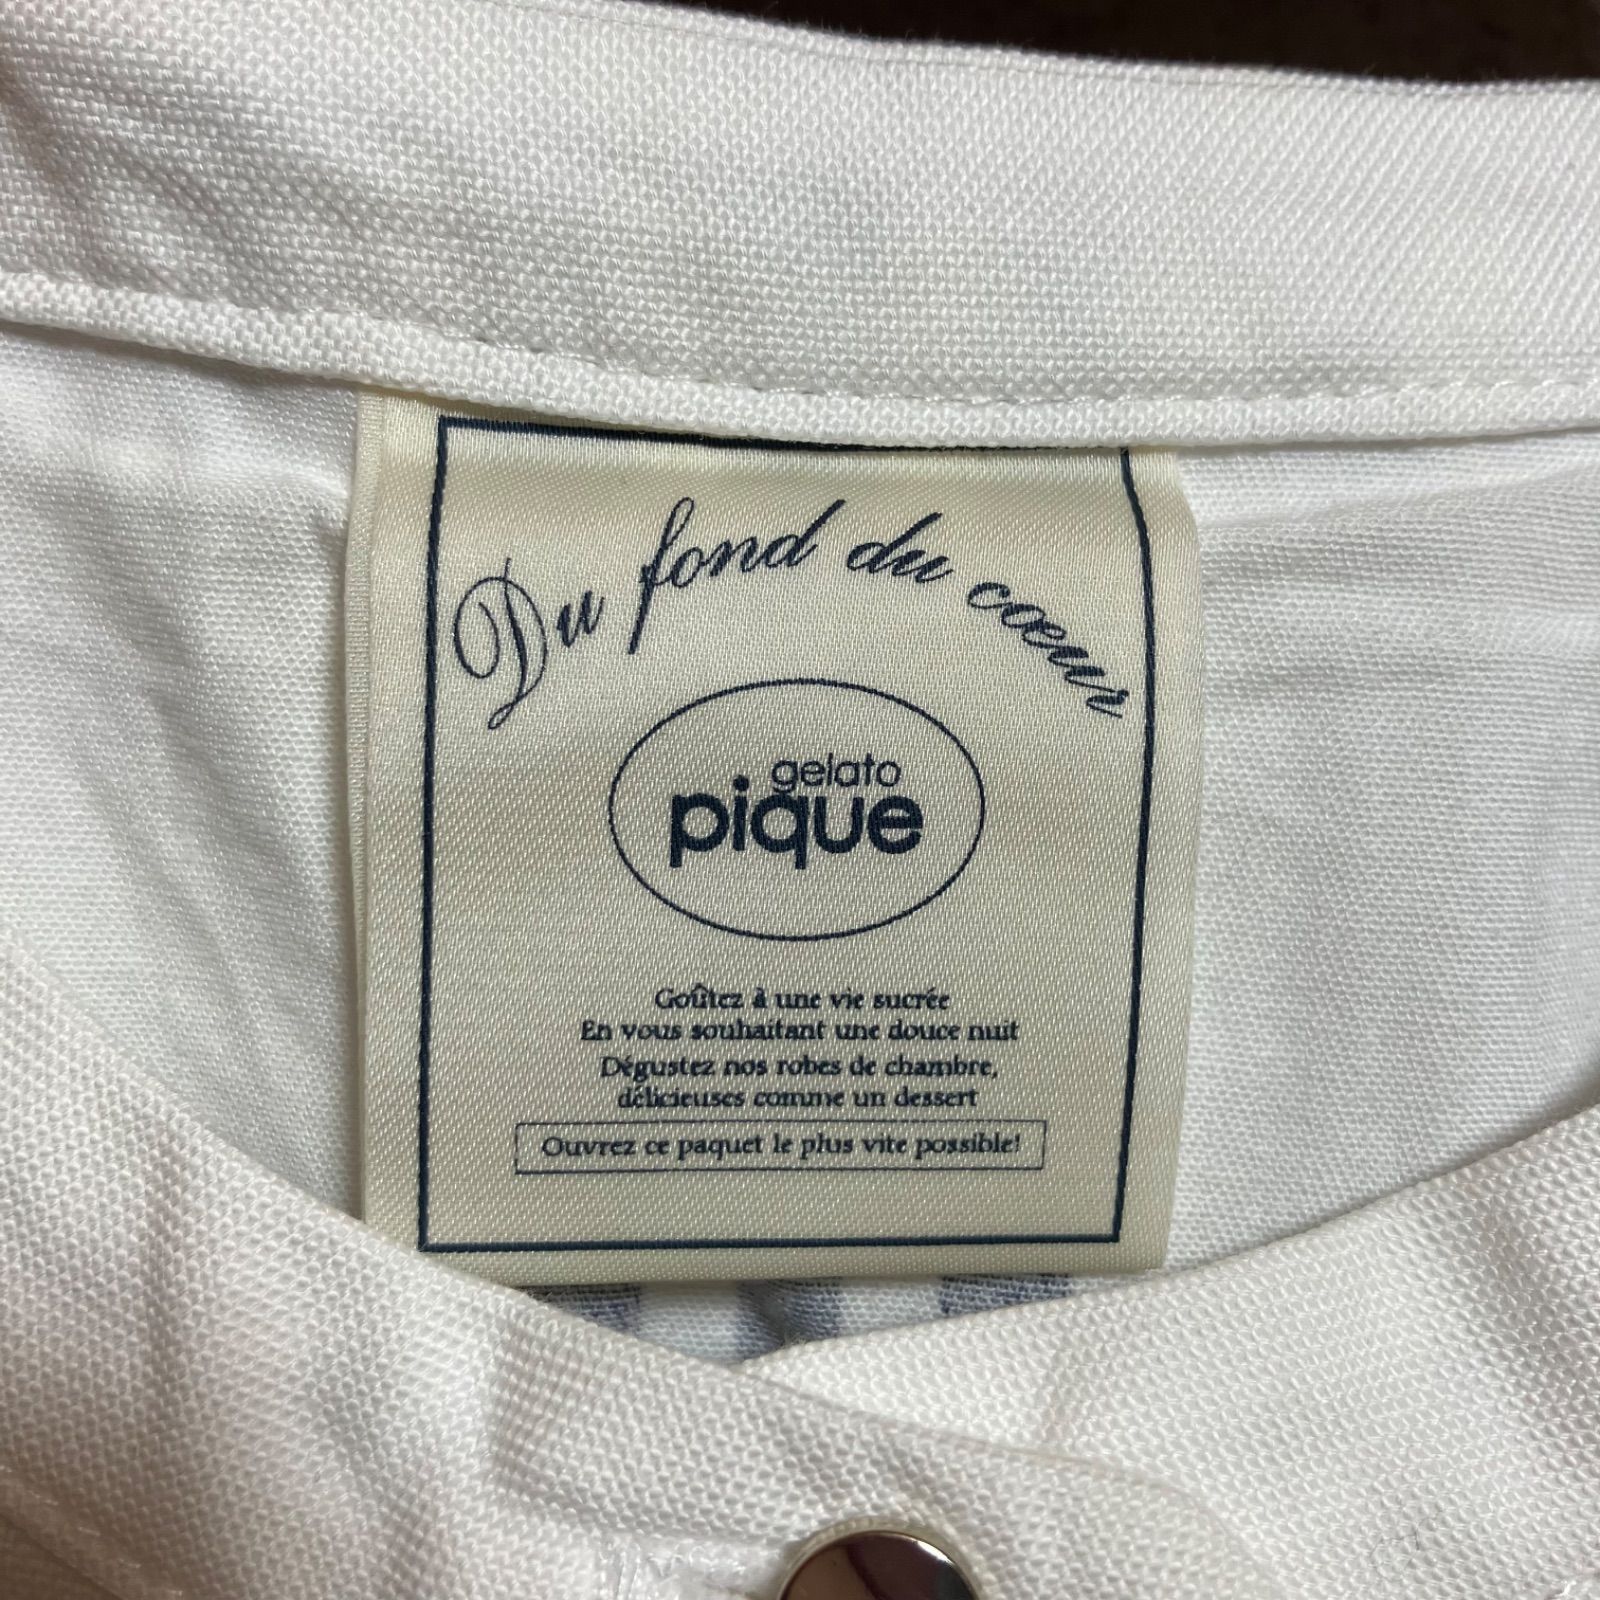 Du fond du cœur
gelato
pique
Goûtez à une vie sucrée
En vous souhaitant une douce nuit
Dégustez nos robes de chambre,
délicieuses comme un dessert
Ouvrez ce paquet le plus vite possible!